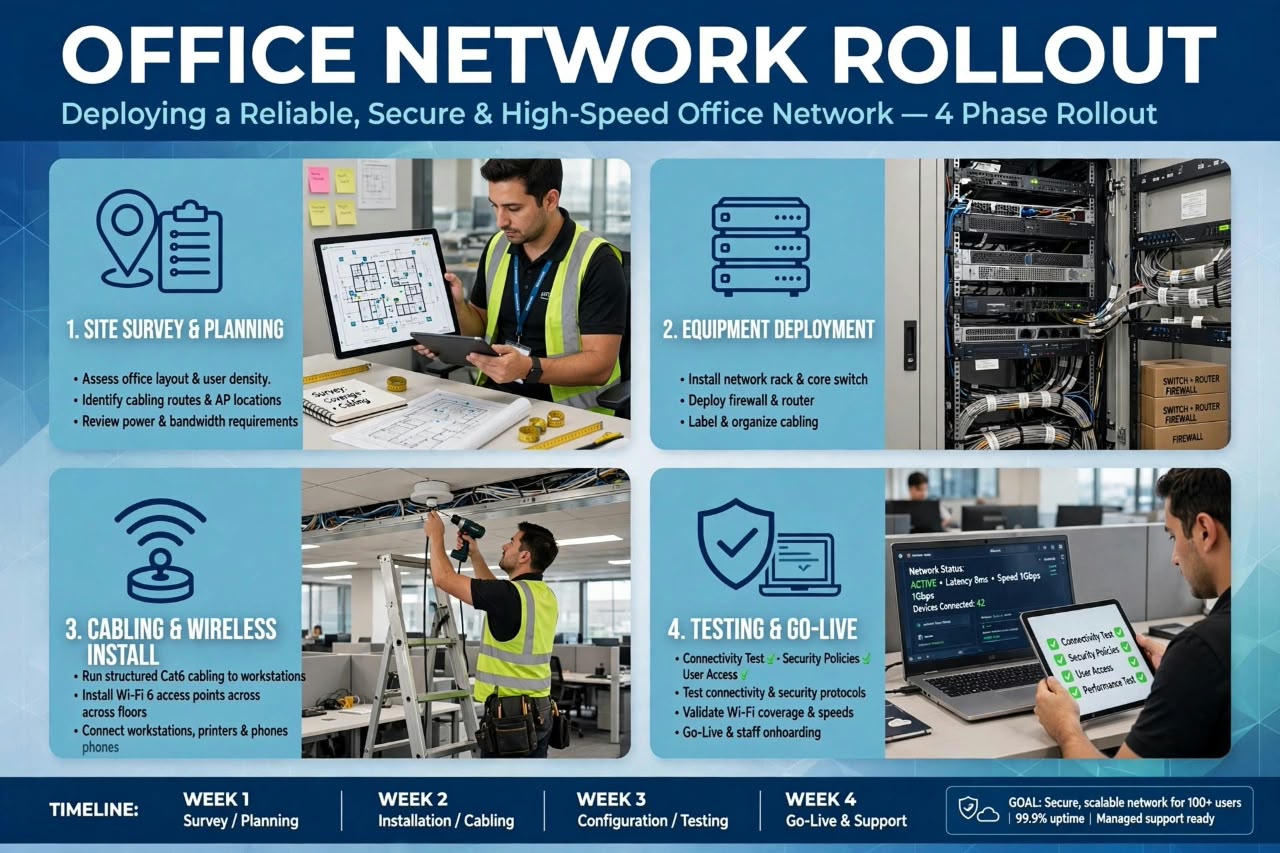 OFFICE NETWORK ROLLOUT
Deploying a Reliable, Secure & High-Speed Office Network — 4 Phase Rollout
1. SITE SURVEY & PLANNING
• Assess office layout & user density.
• Identify cabling routes & AP locations
• Review power & bandwidth requirements
Survey:
Coverage •
Cabling
2. EQUIPMENT DEPLOYMENT
• Install network rack & core switch
• Deploy firewall & router
• Label & organize cabling
SWITCH • ROUTER
FIREWALL
SWITCH • ROUTER
FIREWALL
FIREWALL
3. CABLING & WIRELESS
INSTALL
• Run structured Cat6 cabling to workstations
• Install Wi-Fi 6 access points across
across floors
• Connect workstations, printers & phones
phones
4. TESTING & GO-LIVE
• Connectivity Test ✓ • Security Policies ✓
User Access ✓
• Test connectivity & security protocols
• Validate Wi-Fi coverage & speeds
• Go-Live & staff onboarding
Network Status:
ACTIVE • Latency 8ms • Speed 1Gbps
1Gbps
Devices Connected: 42
✓ Connectivity Test ✓
✓ Security Policies ✓
✓ User Access ✓
✓ Performance Test ✓
TIMELINE:
WEEK 1
Survey / Planning
WEEK 2
Installation / Cabling
WEEK 3
Configuration / Testing
WEEK 4
Go-Live & Support
GOAL: Secure, scalable network for 100+ users
| 99.9% uptime | Managed support ready